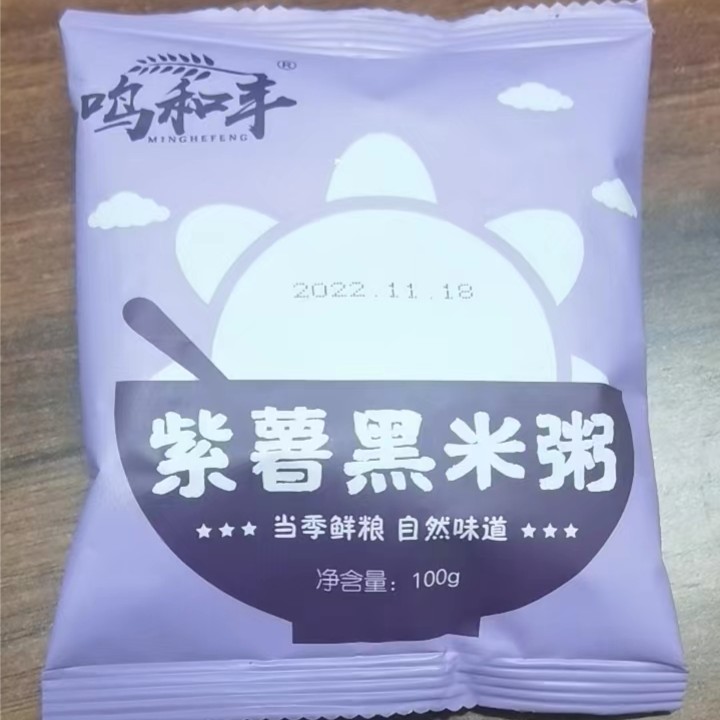 鸣和丰®
MINGHEFENG
2022.11.18
紫薯黑米粥
★★★ 当季鲜粮 自然味道 ★★★
净含量：100g